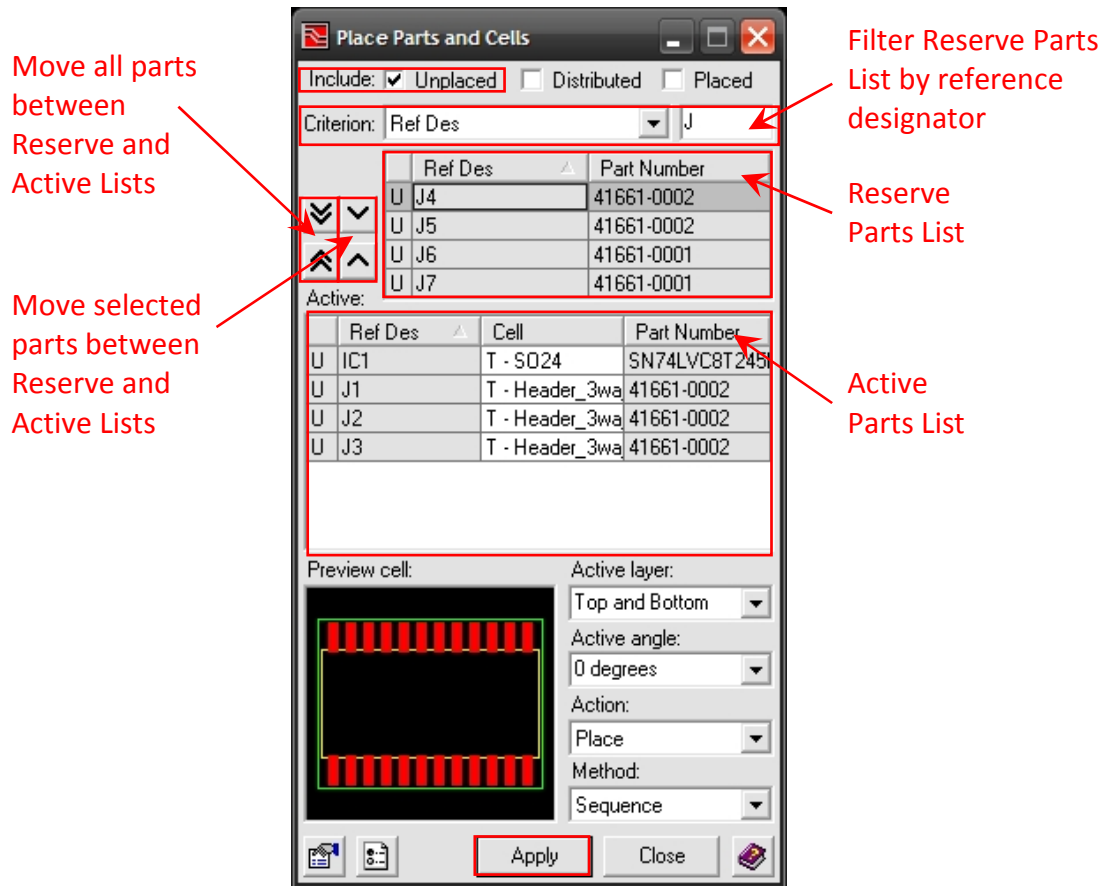 Place Parts and Cells
Include: Unplaced Distributed Placed
Criterion: Ref Des J
Ref Des Part Number
U J4 41661-0002
U J5 41661-0002
U J6 41661-0001
U J7 41661-0001
Active:
Ref Des Cell Part Number
U IC1 T - SO24 SN74LVC8T245
U J1 T - Header_3wa 41661-0002
U J2 T - Header_3wa 41661-0002
U J3 T - Header_3wa 41661-0002
Preview cell:
Active layer:
Top and Bottom
Active angle:
0 degrees
Action:
Place
Method:
Sequence
Apply Close
Move all parts
between
Reserve and
Active Lists
Move selected
parts between
Reserve and
Active Lists
Filter Reserve Parts
List by reference
designator
Reserve
Parts List
Active
Parts List